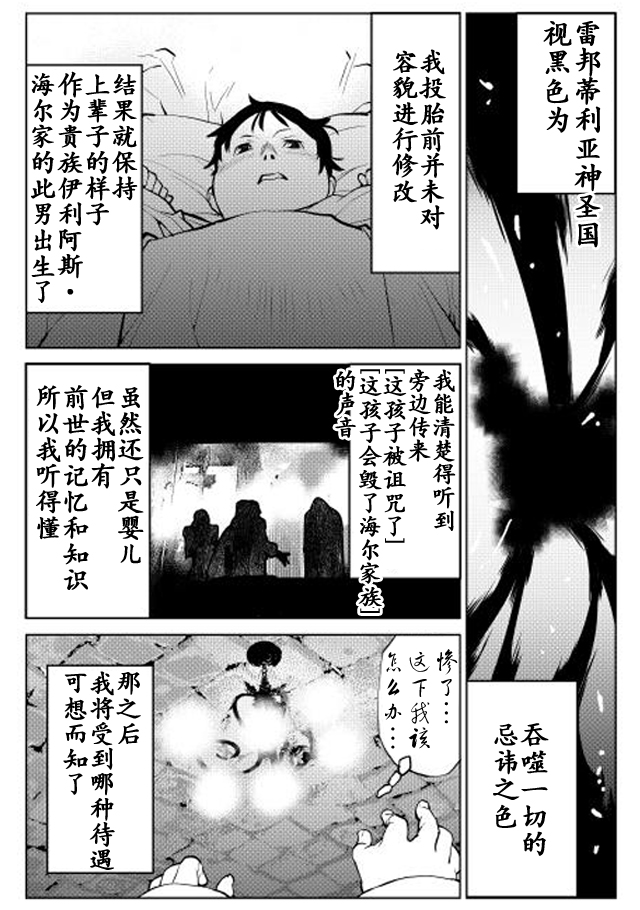 雷邦蒂利亚神圣国
视黑色为
吞噬一切的
忌讳之色
我投胎前并未对
容貌进行修改
结果就保持
上辈子的样子
作为贵族伊利阿斯·
海尔家的此男出生了
我能清楚得听到
旁边传来
[这孩子被诅咒了]
[这孩子会毁了海尔家族]
的声音
虽然还只是婴儿
但我拥有
前世的记忆和知识
所以我听得懂
惨了…
这下我该
怎么办…
那之后
我将受到哪种待遇
可想而知了